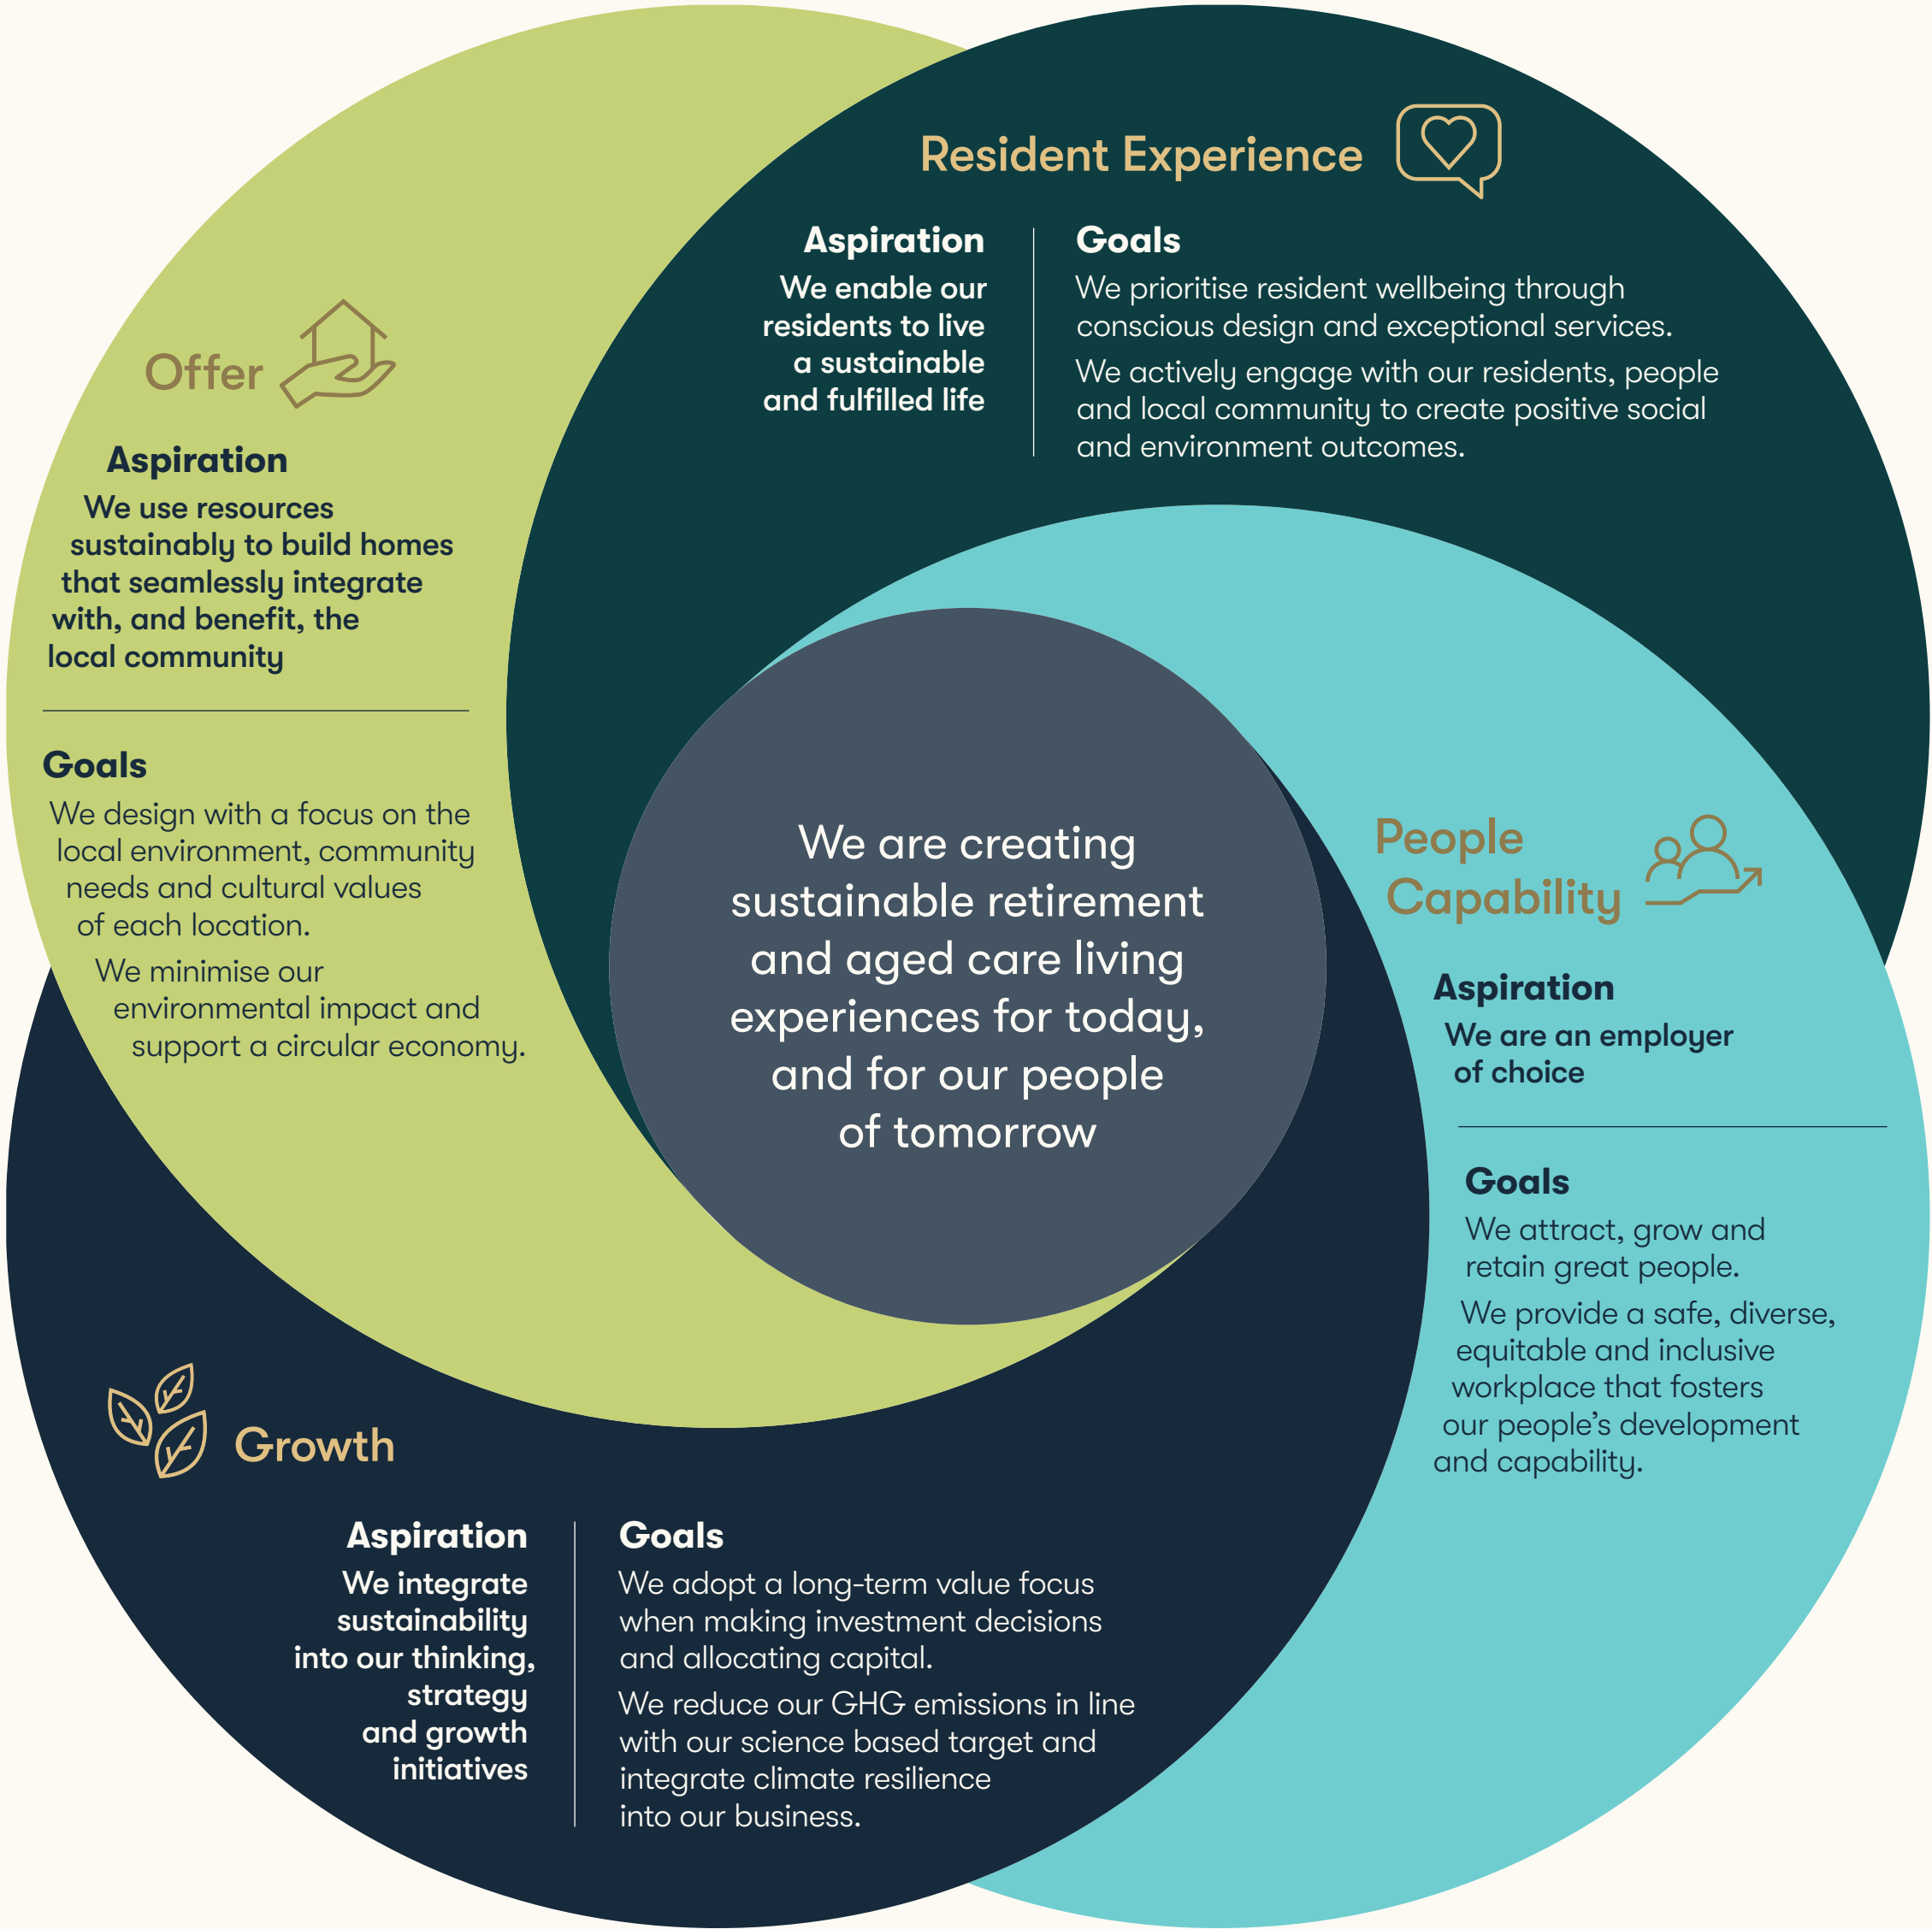 Resident Experience
Aspiration
We enable our
residents to live
a sustainable
and fulfilled life
Goals
We prioritise resident wellbeing through
conscious design and exceptional services.
We actively engage with our residents, people
and local community to create positive social
and environment outcomes.
Offer
Aspiration
We use resources
sustainably to build homes
that seamlessly integrate
with, and benefit, the
local community
Goals
We design with a focus on the
local environment, community
needs and cultural values
of each location.
We minimise our
environmental impact and
support a circular economy.
We are creating
sustainable retirement
and aged care living
experiences for today,
and for our people
of tomorrow
People
Capability
Aspiration
We are an employer
of choice
Goals
We attract, grow and
retain great people.
We provide a safe, diverse,
equitable and inclusive
workplace that fosters
our people’s development
and capability.
Growth
Aspiration
We integrate
sustainability
into our thinking,
strategy
and growth
initiatives
Goals
We adopt a long-term value focus
when making investment decisions
and allocating capital.
We reduce our GHG emissions in line
with our science based target and
integrate climate resilience
into our business.